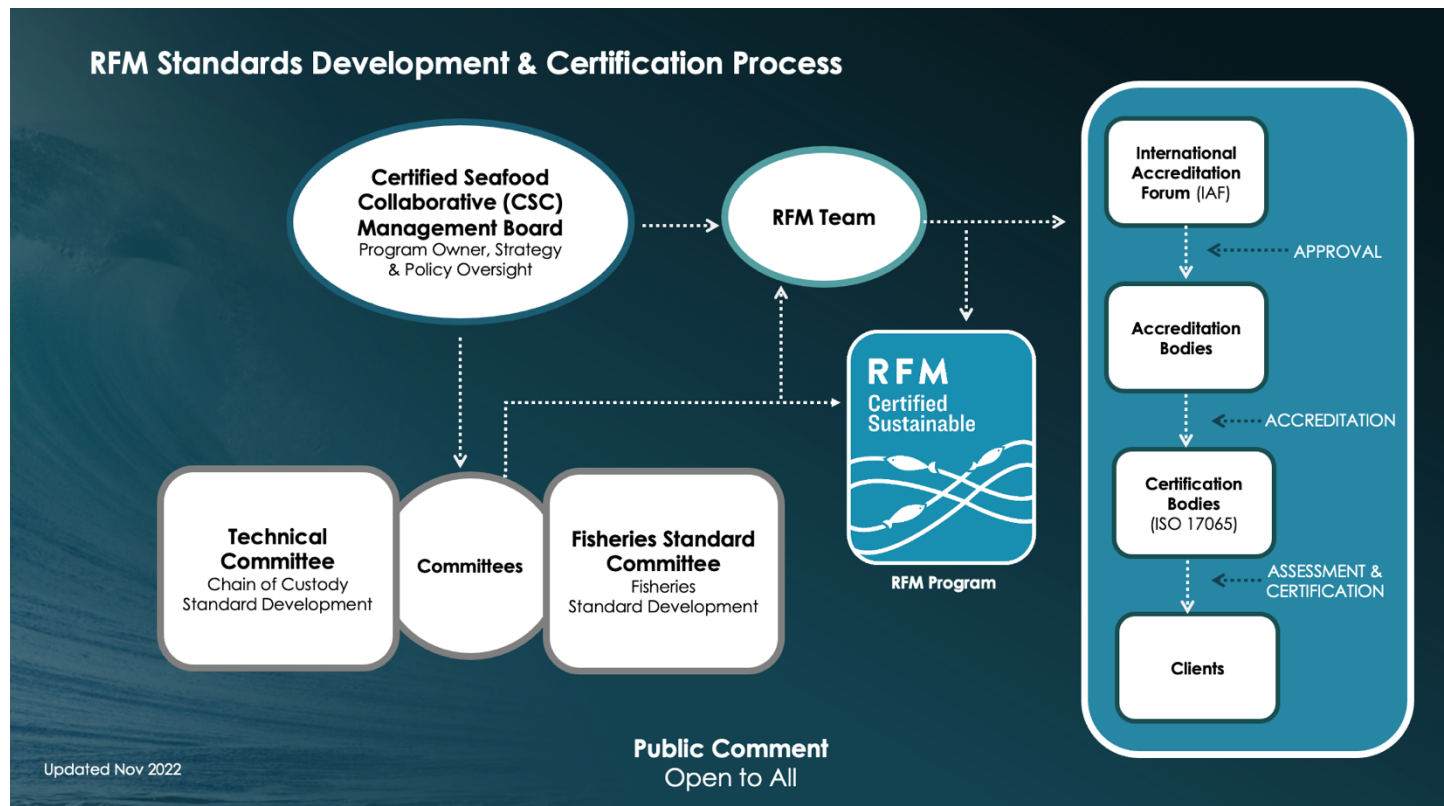 RFM Standards Development & Certification Process
Certified Seafood
Collaborative (CSC)
Management Board
Program Owner, Strategy
& Policy Oversight
RFM Team
International
Accreditation
Forum (IAF)
APPROVAL
Accreditation
Bodies
ACCREDITATION
Certification
Bodies
(ISO 17065)
ASSESSMENT &
CERTIFICATION
Clients
RFM
Certified
Sustainable
RFM Program
Technical
Committee
Chain of Custody
Standard Development
Committees
Fisheries Standard
Committee
Fisheries
Standard Development
Public Comment
Open to All
Updated Nov 2022